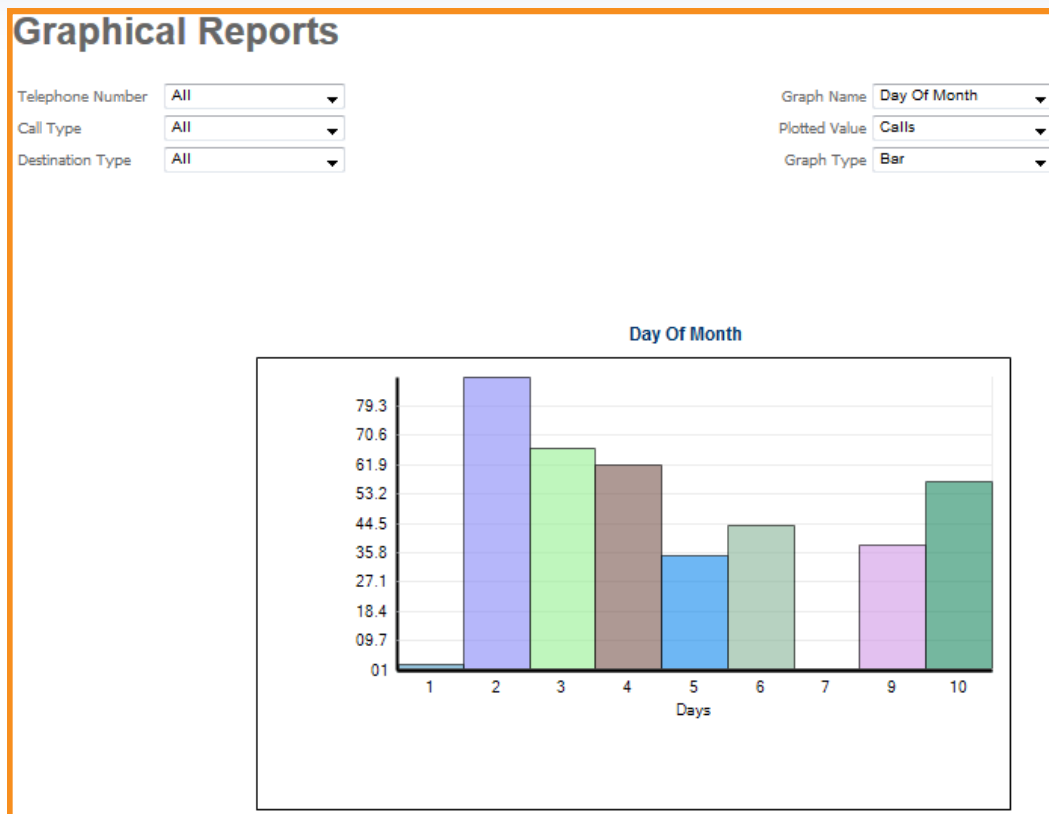 Graphical Reports
Telephone Number All
Graph Name Day Of Month
Call Type All
Plotted Value Calls
Destination Type All
Graph Type Bar
Day Of Month
79.3
70.6
61.9
53.2
44.5
35.8
27.1
18.4
09.7
01
1 2 3 4 5 6 7 9 10
Days